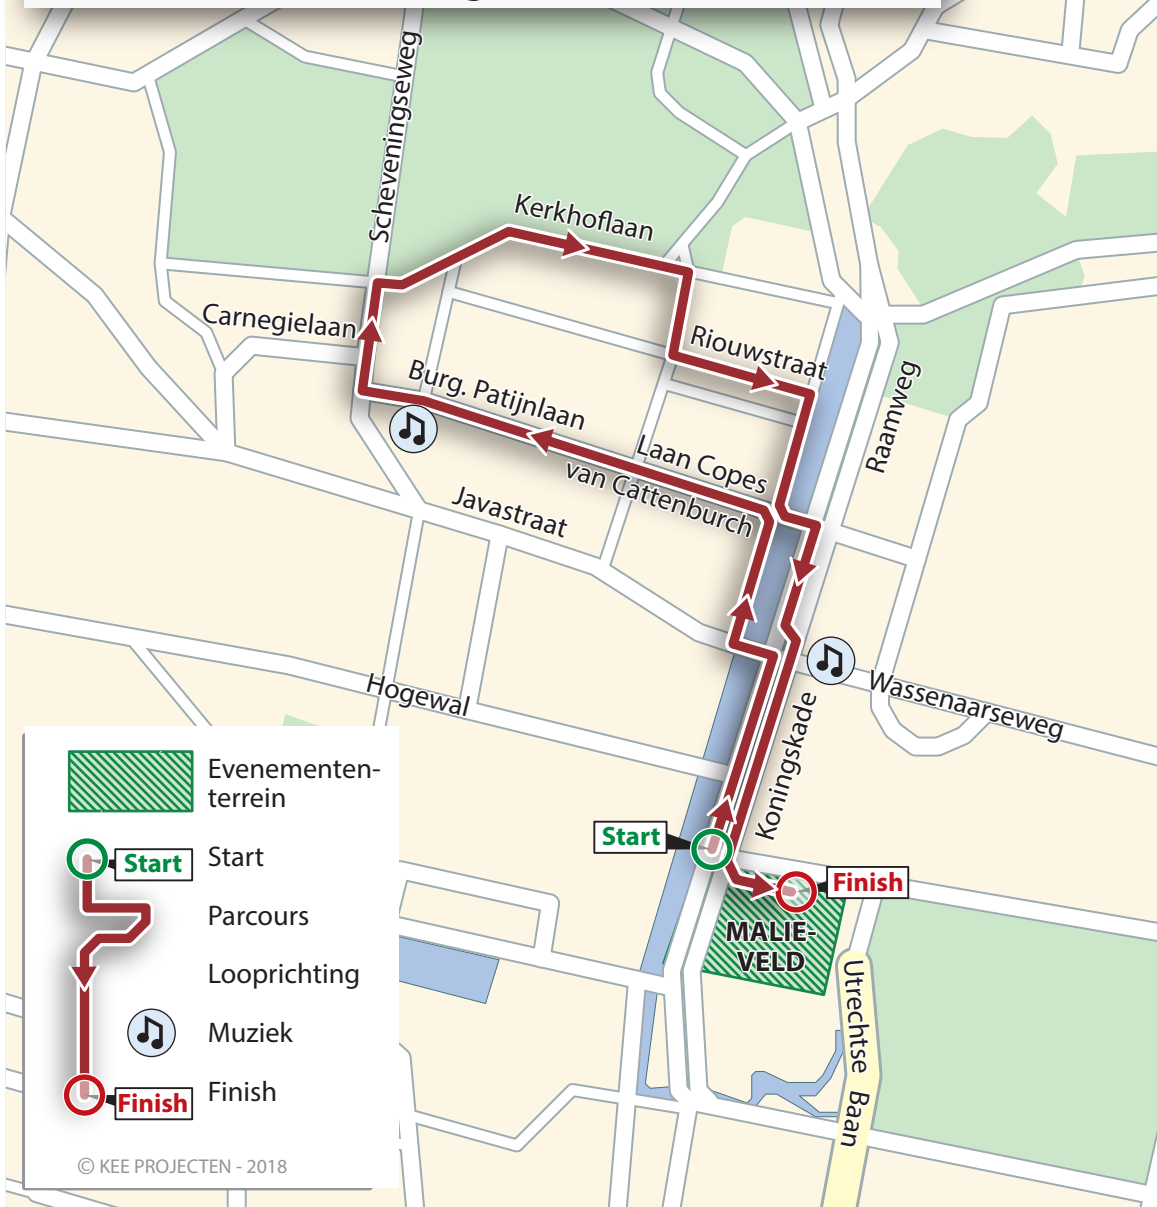 Scheveningseweg
Kerkhoflaan
Carnegielaan
Riouwstraat
Burg. Patijnlaan
Raamweg
Laan Copes
van Cattenburch
Javastraat
Hogewal
Wassenaarseweg
Koningskade
Start
Finish
MALIE-
VELD
Utrechtse Baan
Evenementen-
terrein
Start
Start
Parcours
Looprichting
Muziek
Finish
Finish
© KEE PROJECTEN - 2018